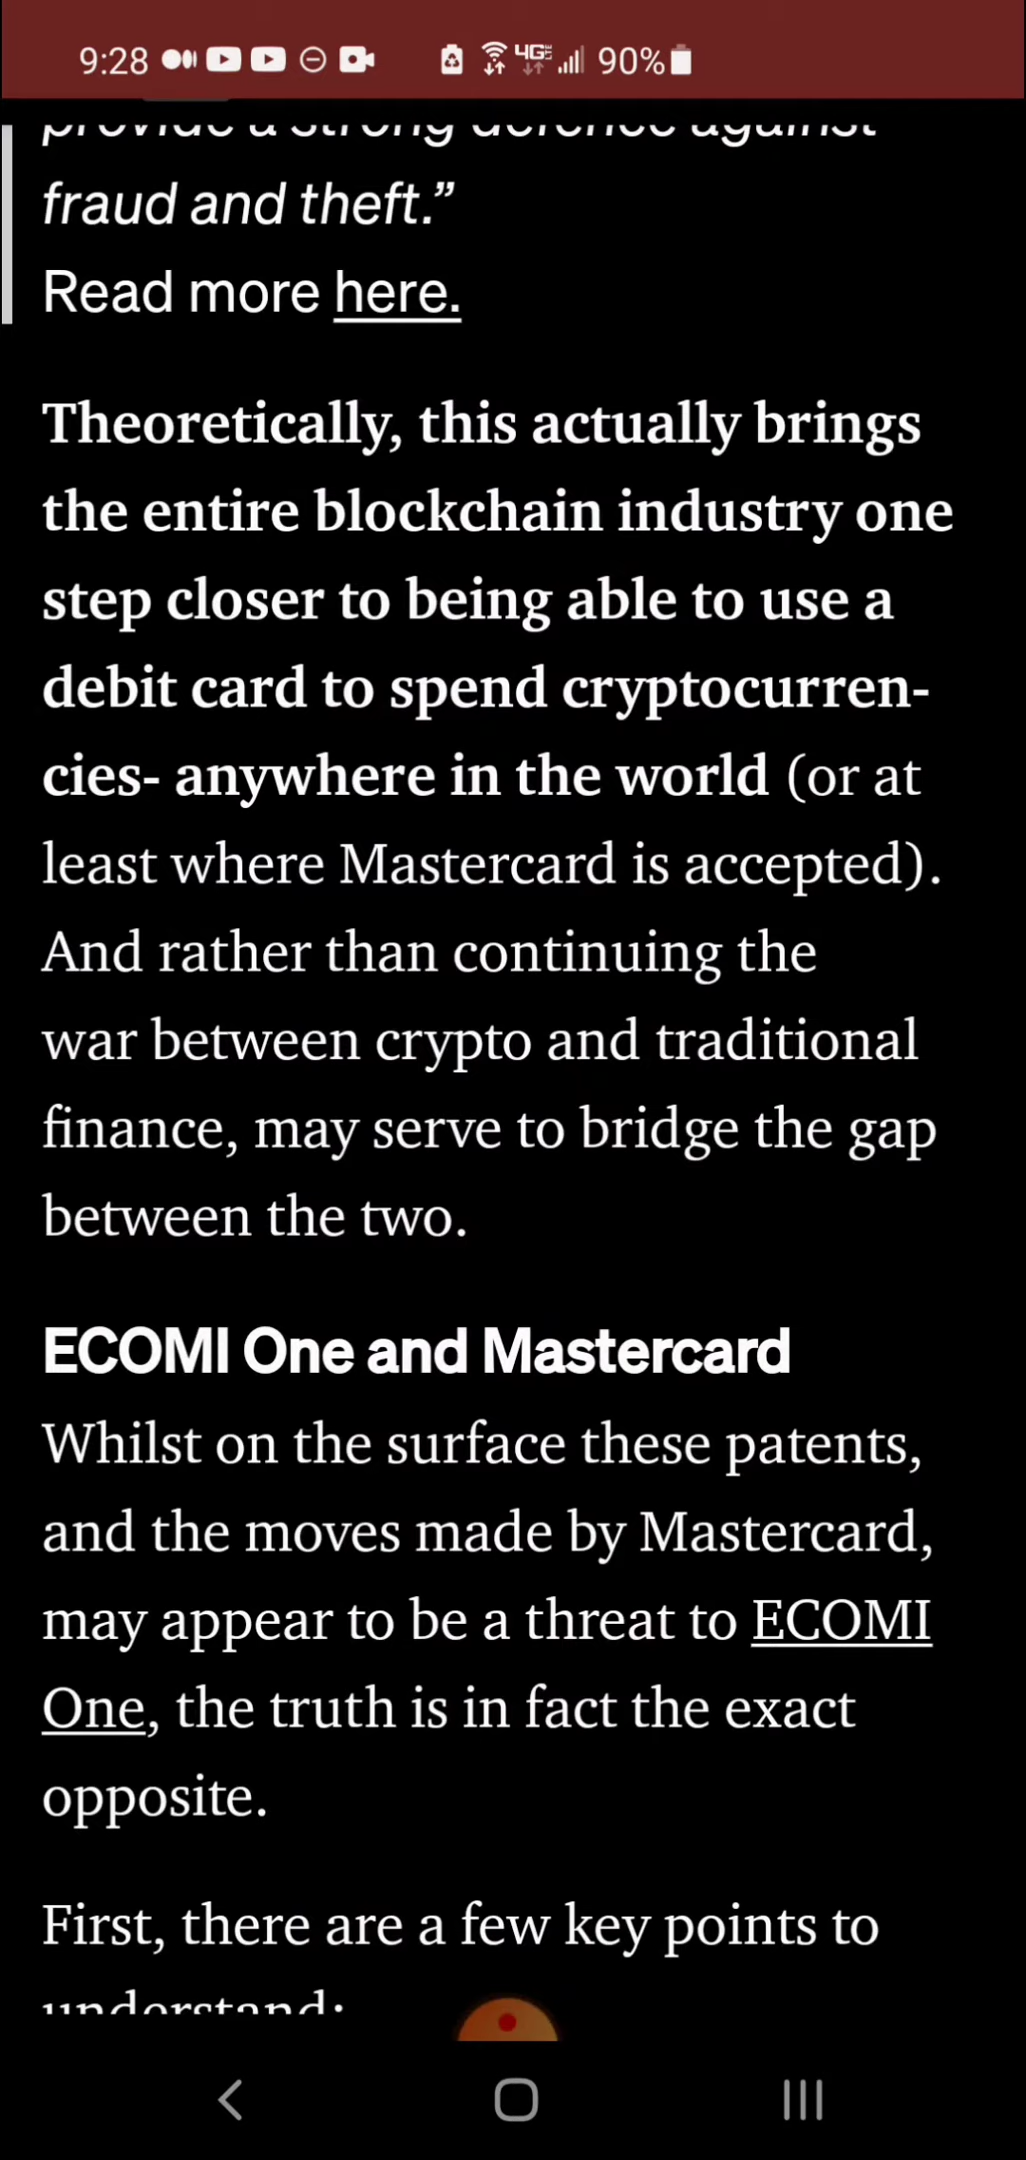 9:28
4G 90%
provide a strong defence against
fraud and theft.”
Read more here.
Theoretically, this actually brings
the entire blockchain industry one
step closer to being able to use a
debit card to spend cryptocurren-
cies- anywhere in the world (or at
least where Mastercard is accepted).
And rather than continuing the
war between crypto and traditional
finance, may serve to bridge the gap
between the two.
ECOMI One and Mastercard
Whilst on the surface these patents,
and the moves made by Mastercard,
may appear to be a threat to ECOMI
One, the truth is in fact the exact
opposite.
First, there are a few key points to
understand: